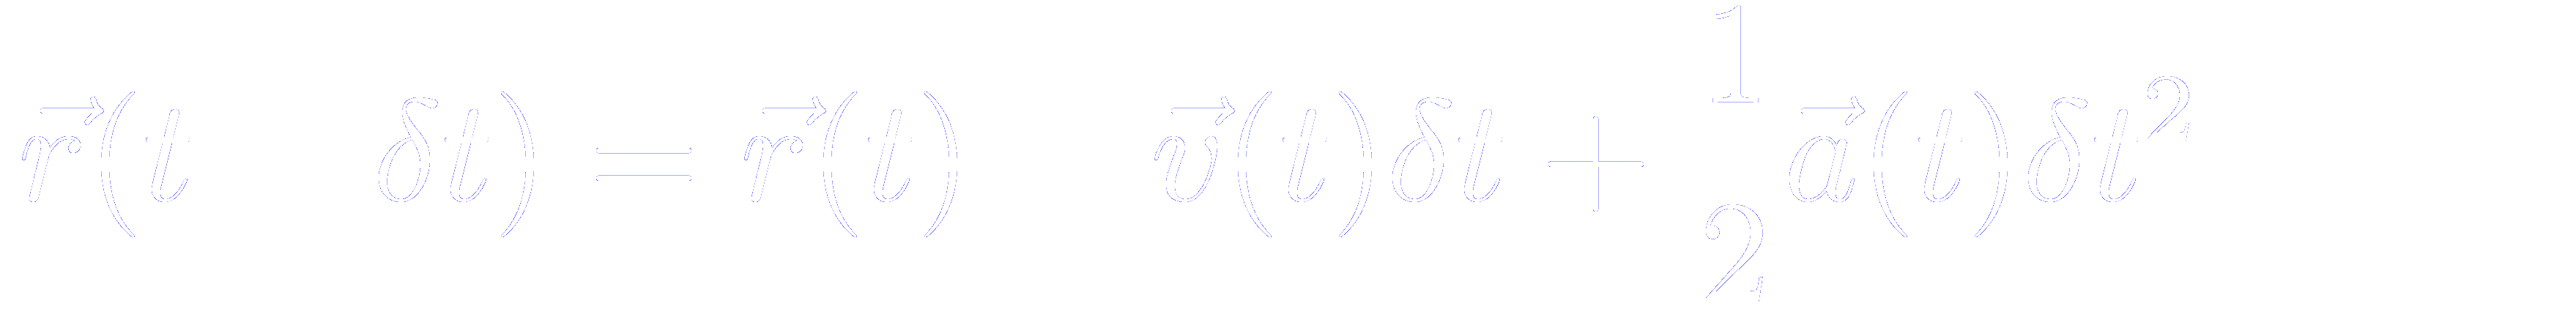 r⃗(t δt) = r⃗(t) v⃗(t)δt + 1/2 a⃗(t)δt²